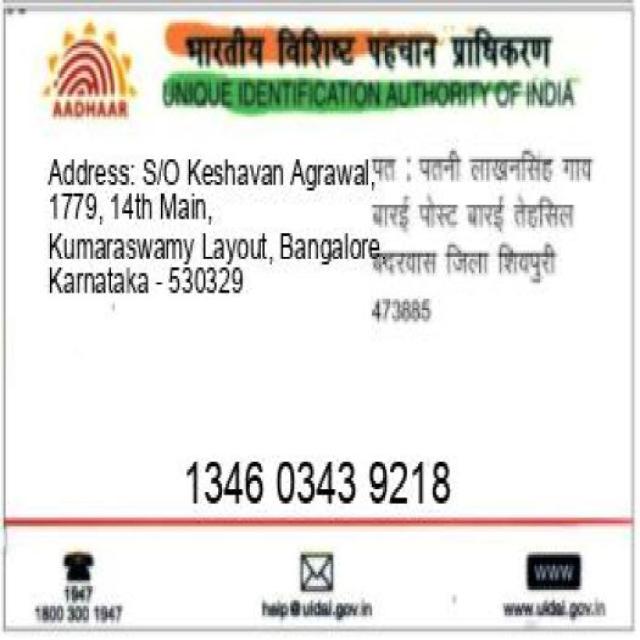 भारतीय विशिष्ट पहचान प्राधिकरण
AADHAAR
UNIQUE IDENTIFICATION AUTHORITY OF INDIA
Address: S/O Keshavan Agrawal,
1779, 14th Main,
Kumaraswamy Layout, Bangalore,
Karnataka - 530329
पत : पतनी लाखनसिंह गाव
बारई पोस्ट बारई तेहसिल
बदरवास जिला शिवपुरी
473885
1346 0343 9218
1947
1800 300 1947
help@uidai.gov.in
WWW
www.uidai.gov.in